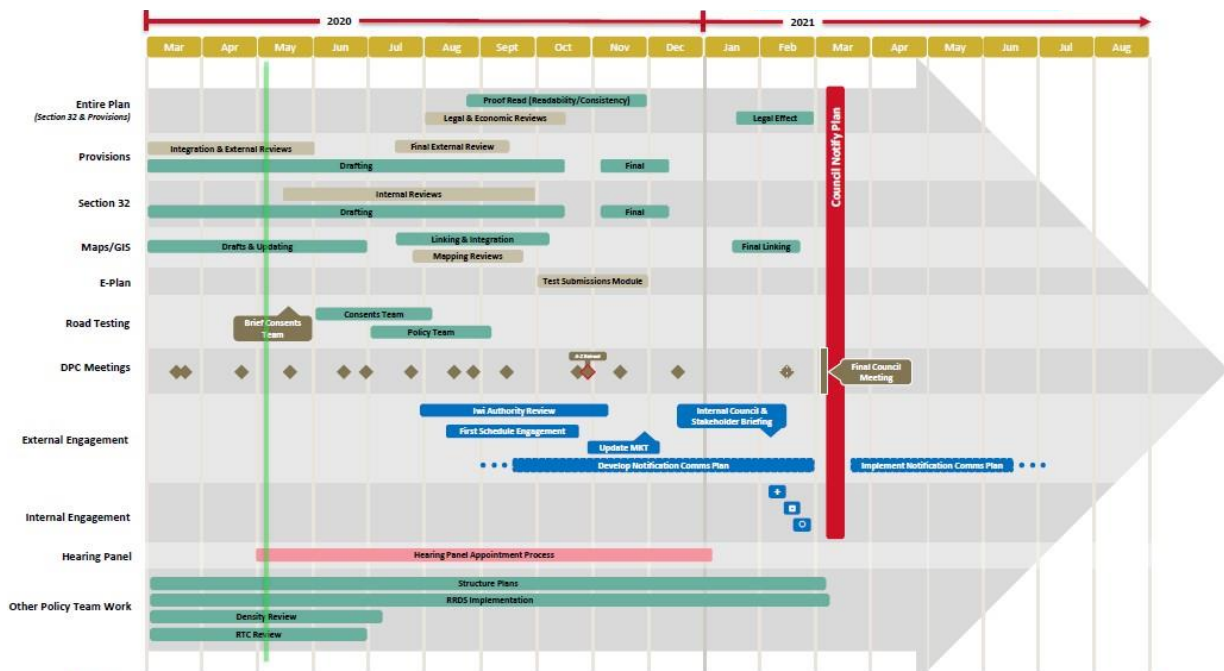 2020
2021
Mar
Apr
May
Jun
Jul
Aug
Sept
Oct
Nov
Dec
Jan
Feb
Mar
Apr
May
Jun
Jul
Aug
Entire Plan
(Section 32 & Provisions)
Proof Read (Readability/Consistency)
Legal & Economic Reviews
Legal Effect
Council Notify Plan
Provisions
Integration & External Reviews
Final External Review
Drafting
Final
Section 32
Internal Reviews
Drafting
Final
Maps/GIS
Drafts & Updating
Linking & Integration
Mapping Reviews
Final Linking
E-Plan
Test Submissions Module
Road Testing
Brief Consents
Team
Consents Team
Policy Team
DPC Meetings
Final Council
Meeting
External Engagement
Iwi Authority Review
First Schedule Engagement
Update MKT
Internal Council &
Stakeholder Briefing
Develop Notification Comms Plan
Implement Notification Comms Plan
Internal Engagement
Hearing Panel
Hearing Panel Appointment Process
Other Policy Team Work
Structure Plans
RRDS Implementation
Density Review
RTC Review